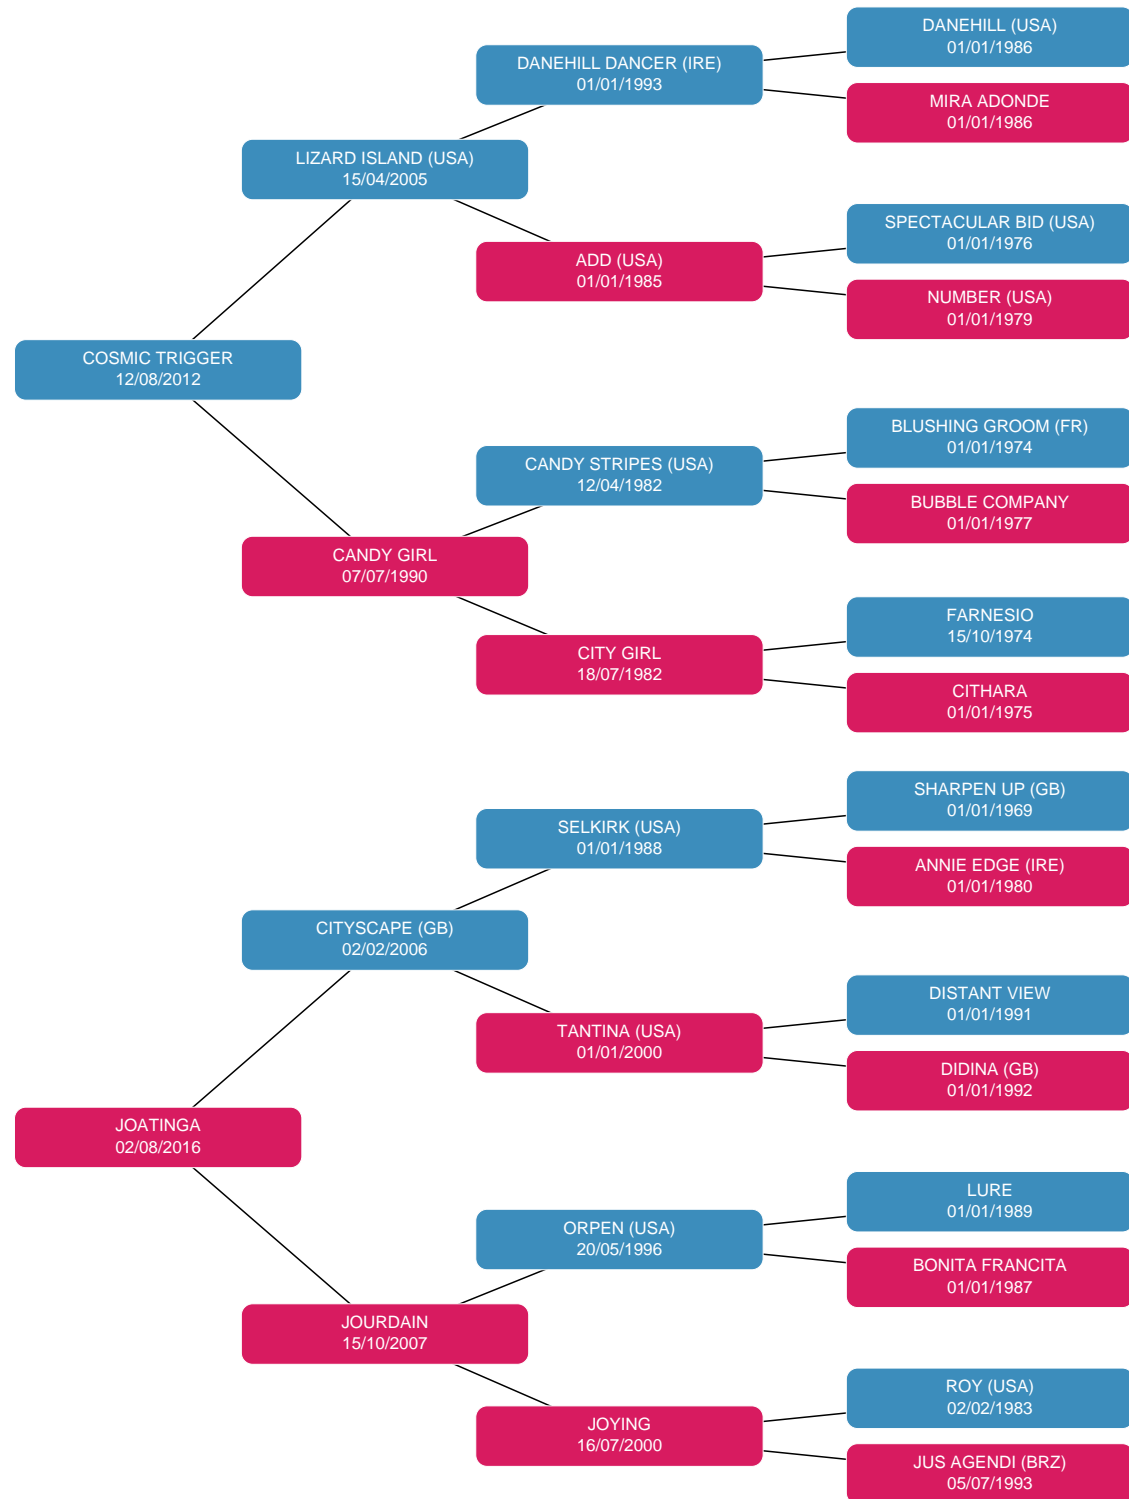 DANEHILL (USA)
01/01/1986
DANEHILL DANCER (IRE)
01/01/1993
MIRA ADONDE
01/01/1986
LIZARD ISLAND (USA)
15/04/2005
SPECTACULAR BID (USA)
01/01/1976
ADD (USA)
01/01/1985
NUMBER (USA)
01/01/1979
COSMIC TRIGGER
12/08/2012
BLUSHING GROOM (FR)
01/01/1974
CANDY STRIPES (USA)
12/04/1982
BUBBLE COMPANY
01/01/1977
CANDY GIRL
07/07/1990
FARNESIO
15/10/1974
CITY GIRL
18/07/1982
CITHARA
01/01/1975
SHARPEN UP (GB)
01/01/1969
SELKIRK (USA)
01/01/1988
ANNIE EDGE (IRE)
01/01/1980
CITYSCAPE (GB)
02/02/2006
DISTANT VIEW
01/01/1991
TANTINA (USA)
01/01/2000
DIDINA (GB)
01/01/1992
JOATINGA
02/08/2016
LURE
01/01/1989
ORPEN (USA)
20/05/1996
BONITA FRANCITA
01/01/1987
JOURDAIN
15/10/2007
ROY (USA)
02/02/1983
JOYING
16/07/2000
JUS AGENDI (BRZ)
05/07/1993